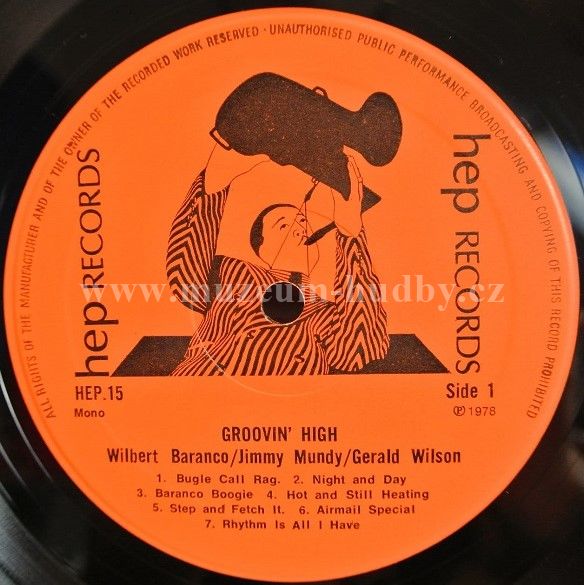 ALL RIGHTS OF THE MANUFACTURER AND OF THE OWNER OF THE RECORDED WORK RESERVED - UNAUTHORISED PUBLIC PERFORMANCE BROADCASTING AND COPYING OF THIS RECORD PROHIBITED
hep RECORDS
hep RECORDS
www.muzeum-hudby.cz
HEP.15
Mono
Side 1
℗ 1978
GROOVIN' HIGH
Wilbert Baranco/Jimmy Mundy/Gerald Wilson
1. Bugle Call Rag. 2. Night and Day
3. Baranco Boogie 4. Hot and Still Heating
5. Step and Fetch It. 6. Airmail Special
7. Rhythm Is All I Have